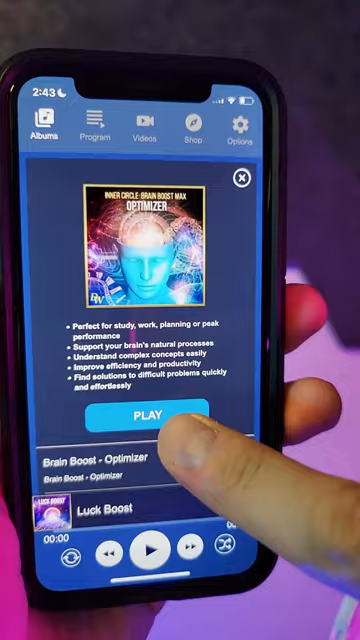 2:43
Albums
Program
Videos
Shop
Options
INNER CIRCLE: BRAIN BOOST MAX
OPTIMIZER
• Perfect for study, work, planning or peak
performance
• Support your brain's natural processes
• Understand complex concepts easily
• Improve efficiency and productivity
• Find solutions to difficult problems quickly
and effortlessly
PLAY
Brain Boost - Optimizer
Brain Boost - Optimizer
LUCK BOOST
Luck Boost
00:00
00